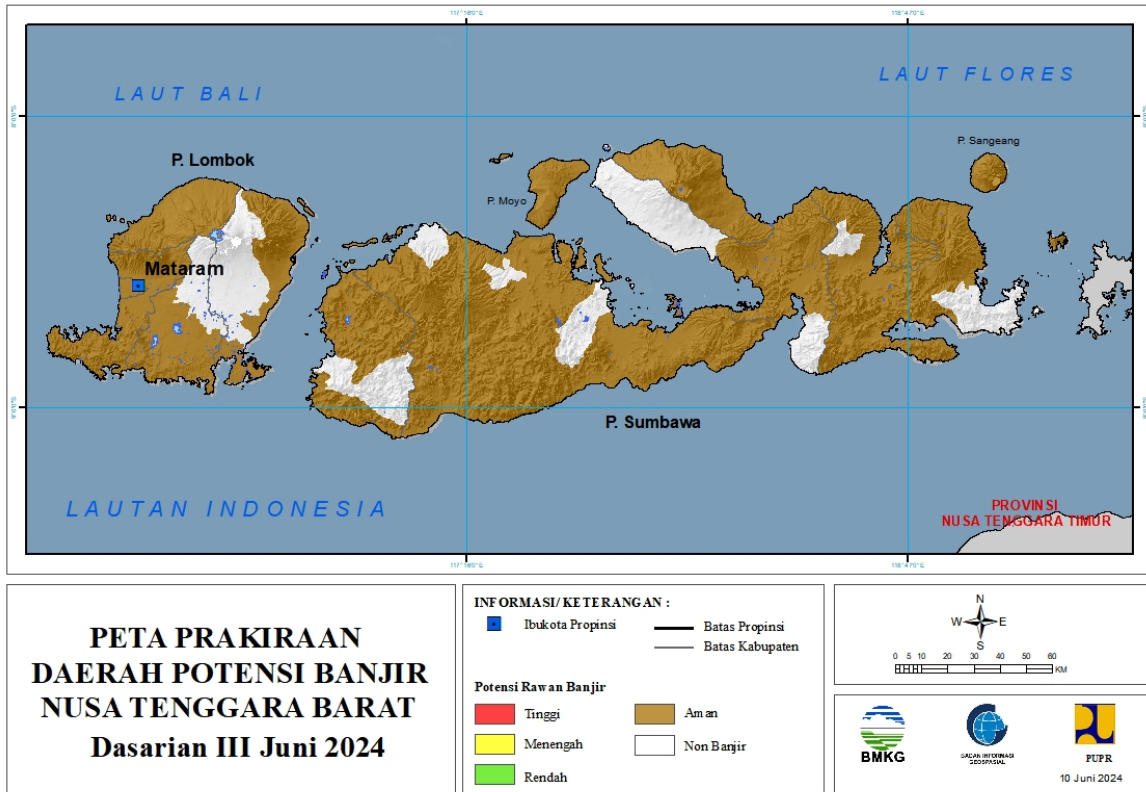 LAUT BALI
LAUT FLORES
P. Sangeang
P. Lombok
P. Moyo
Mataram
P. Sumbawa
LAUTAN INDONESIA
PROVINSI
NUSA TENGGARA TIMUR
PETA PRAKIRAAN
DAERAH POTENSI BANJIR
NUSA TENGGARA BARAT
Dasarian III Juni 2024
INFORMASI/ KETERANGAN :
Ibukota Propinsi
Batas Propinsi
Batas Kabupaten
Potensi Rawan Banjir
Tinggi
Aman
Menengah
Non Banjir
Rendah
N
W E
S
0 5 10 20 30 40 50 60
KM
BMKG
BADAN INFORMASI
GEOSPASIAL
PUPR
10 Juni 2024